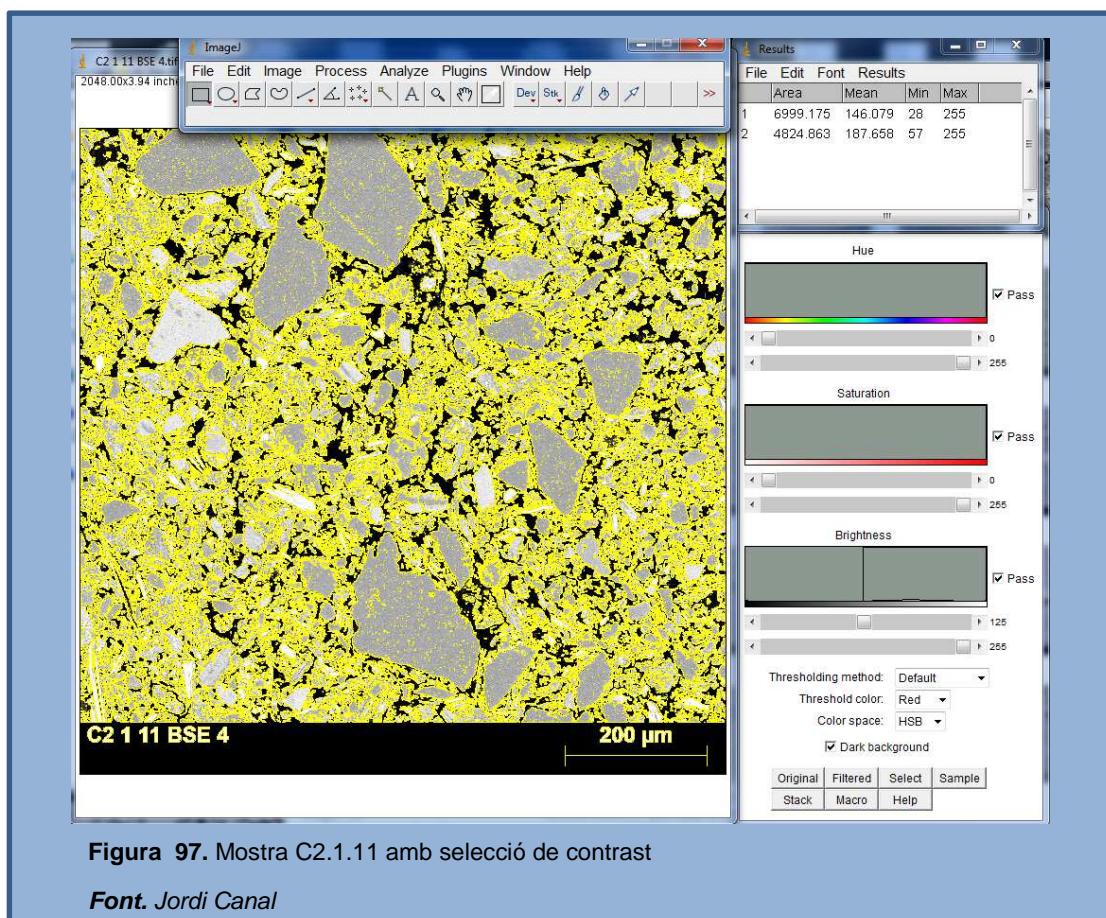 ImageJ
File Edit Image Process Analyze Plugins Window Help
Dev Stk >>
C2 1 11 BSE 4.tif
2048.00x3.94 inche
C2 1 11 BSE 4
200 µm
Results
File Edit Font Results
Area Mean Min Max
1 6999.175 146.079 28 255
2 4824.863 187.658 57 255
Hue
Pass
0
255
Saturation
Pass
0
255
Brightness
Pass
125
255
Thresholding method: Default
Threshold color: Red
Color space: HSB
Dark background
Original Filtered Select Sample
Stack Macro Help
Figura 97. Mostra C2.1.11 amb selecció de contrast
Font. Jordi Canal